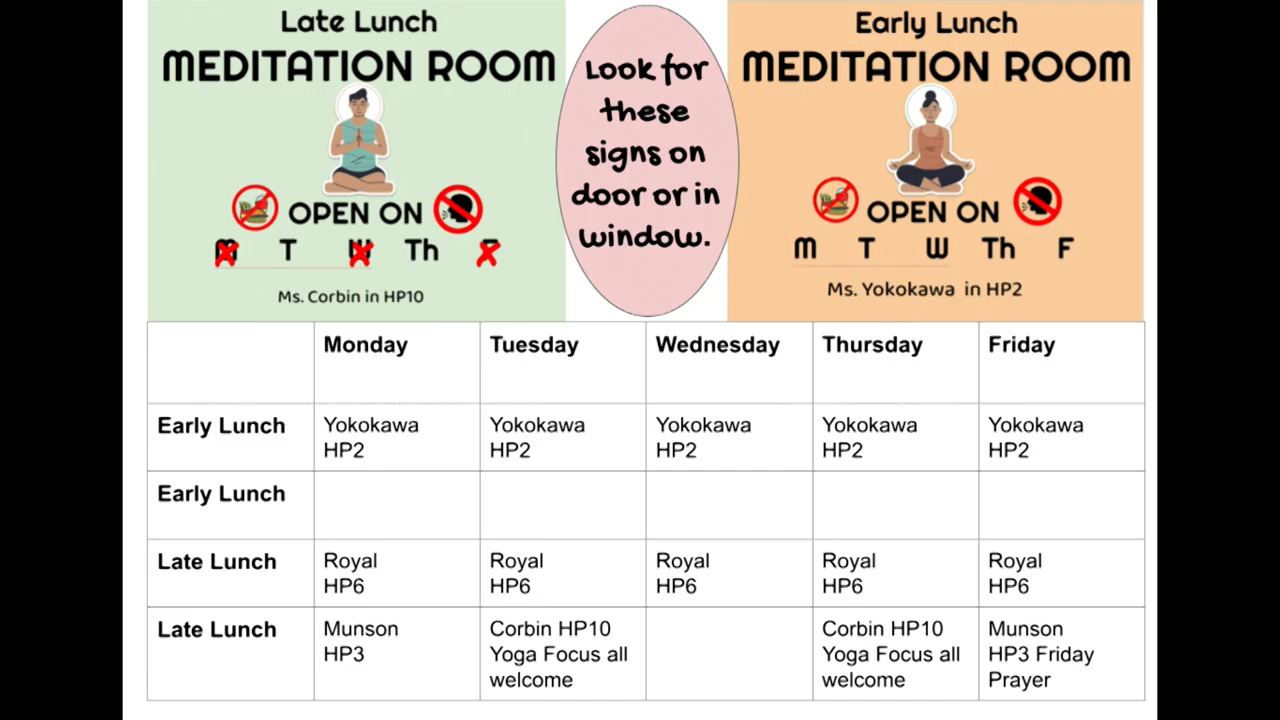 Late Lunch
MEDITATION ROOM
OPEN ON
M T W Th F
Ms. Corbin in HP10
Look for
these
signs on
door or in
window.
Early Lunch
MEDITATION ROOM
OPEN ON
M T W Th F
Ms. Yokokawa in HP2
Monday Tuesday Wednesday Thursday Friday
Early Lunch
Yokokawa
HP2
Yokokawa
HP2
Yokokawa
HP2
Yokokawa
HP2
Yokokawa
HP2
Early Lunch
Late Lunch
Royal
HP6
Royal
HP6
Royal
HP6
Royal
HP6
Royal
HP6
Late Lunch
Munson
HP3
Corbin HP10
Yoga Focus all
welcome
Corbin HP10
Yoga Focus all
welcome
Munson
HP3 Friday
Prayer